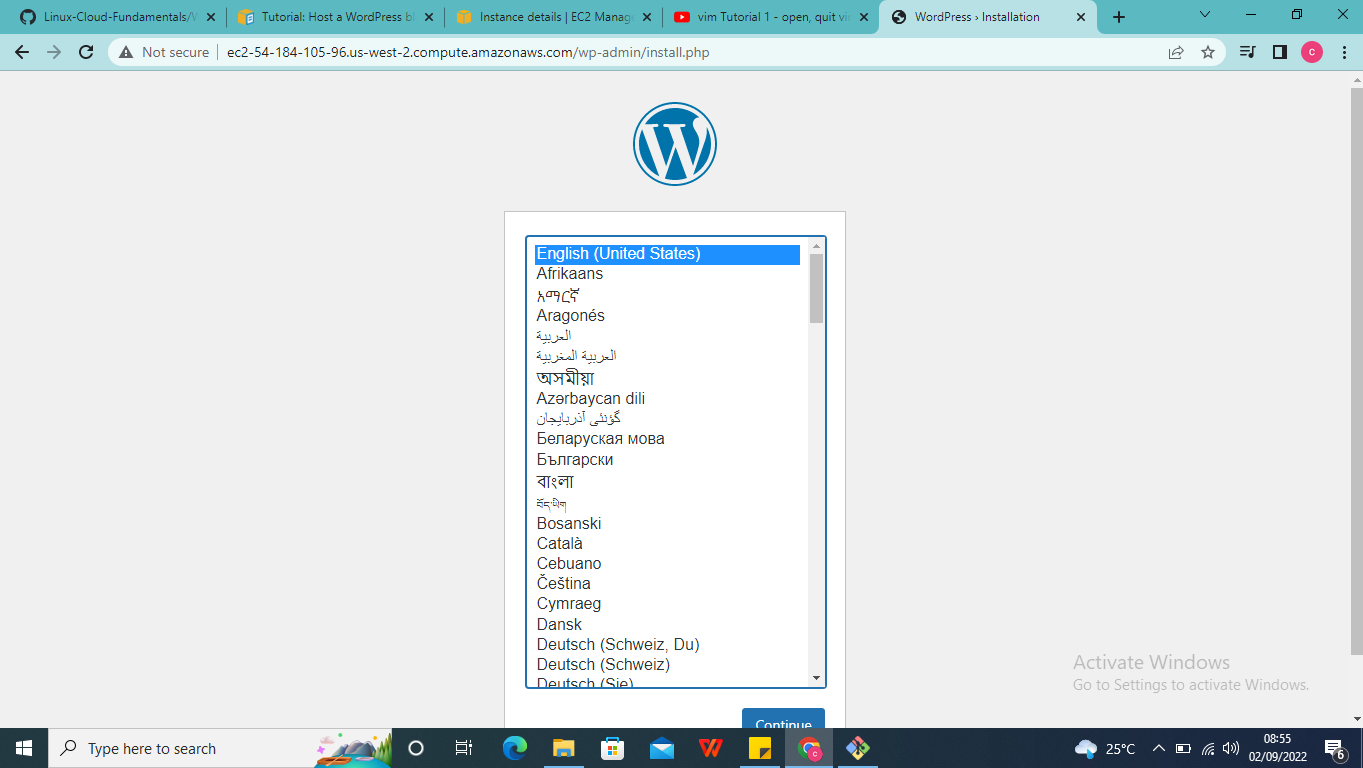 Linux-Cloud-Fundamentals/W
Tutorial: Host a WordPress bl
Instance details | EC2 Manag
vim Tutorial 1 - open, quit vi
WordPress › Installation
Not secure
ec2-54-184-105-96.us-west-2.compute.amazonaws.com/wp-admin/install.php
c
English (United States)
Afrikaans
አማርኛ
Aragonés
العربية
العربية المغربية
অসমীয়া
Azərbaycan dili
گؤنئی آذربایجان
Беларуская мова
Български
বাংলা
བོད་ཡིག
Bosanski
Català
Cebuano
Čeština
Cymraeg
Dansk
Deutsch (Schweiz, Du)
Deutsch (Schweiz)
Deutsch (Sie)
Continue
Activate Windows
Go to Settings to activate Windows.
Type here to search
25°C
08:55
02/09/2022
6